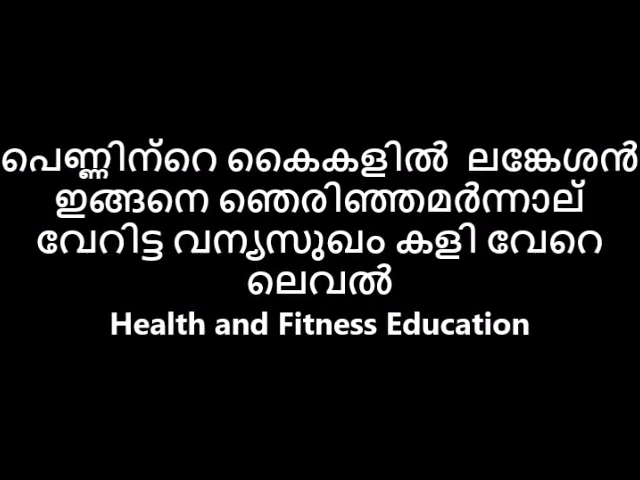 പെണ്ണിന്റെ കൈകളിൽ ലങ്കേശൻ
ഇങ്ങനെ ഞെരിഞ്ഞമർന്നാല്
വേറിട്ട വന്യസുഖം കളി വേറെ
ലെവൽ
Health and Fitness Education